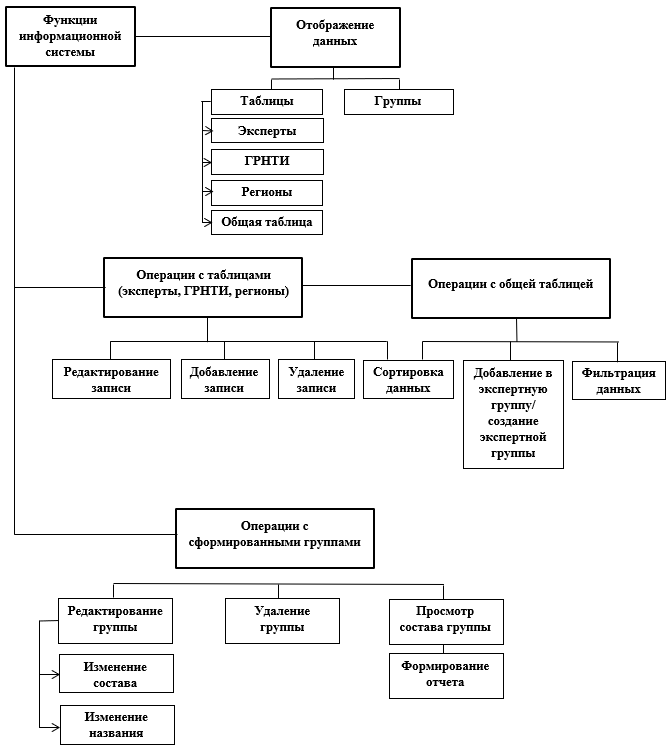 Функции
информационной
системы
Отображение
данных
Таблицы
Группы
Эксперты
ГРНТИ
Регионы
Общая таблица
Операции с таблицами
(эксперты, ГРНТИ, регионы)
Операции с общей таблицей
Редактирование
записи
Добавление
записи
Удаление
записи
Сортировка
данных
Добавление в
экспертную
группу/
создание
экспертной
группы
Фильтрация
данных
Операции с
сформированными группами
Редактирование
группы
Удаление
группы
Просмотр
состава группы
Изменение
состава
Формирование
отчета
Изменение
названия